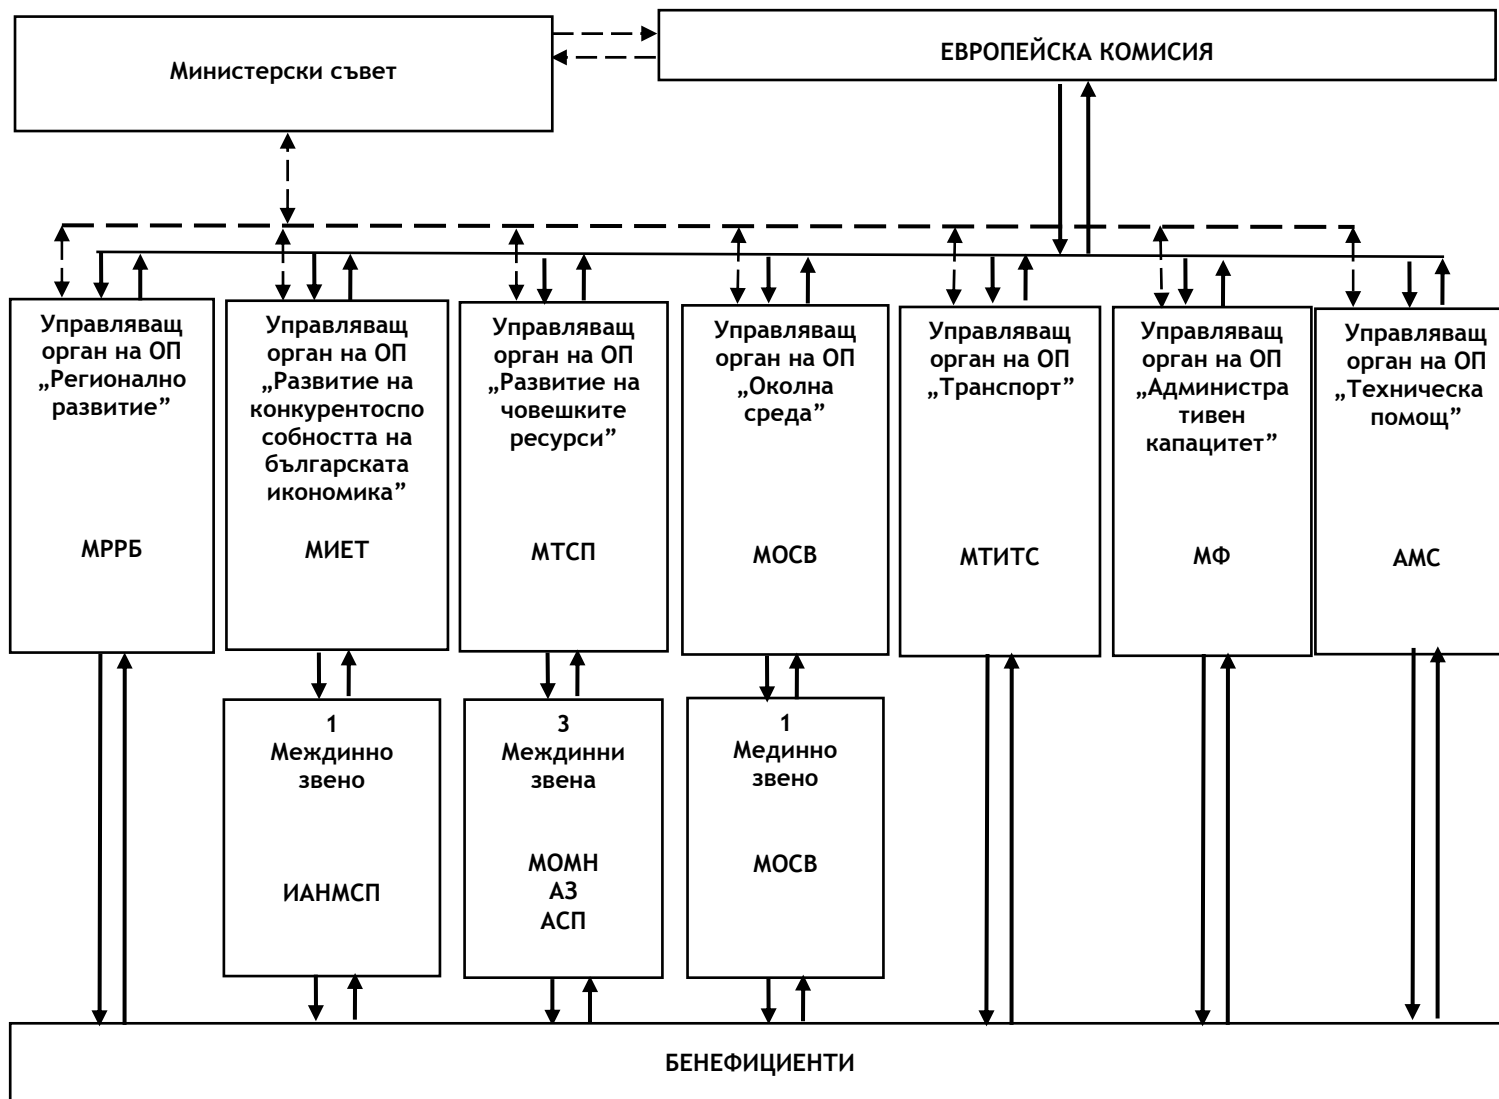 Министерски съвет
ЕВРОПЕЙСКА КОМИСИЯ
Управляващ
орган на ОП
„Регионално
развитие”
МРРБ
Управляващ
орган на ОП
„Развитие на
конкурентоспо
собността на
българската
икономика”
МИЕТ
Управляващ
орган на ОП
„Развитие на
човешките
ресурси”
МТСП
Управляващ
орган на ОП
„Околна
среда”
МОСВ
Управляващ
орган на ОП
„Транспорт”
МТИТС
Управляващ
орган на ОП
„Администра
тивен
капацитет”
МФ
Управляващ
орган на ОП
„Техническа
помощ”
АМС
1
Междинно
звено
ИАНМСП
3
Междинни
звена
МОМН
АЗ
АСП
1
Мединно
звено
МОСВ
БЕНЕФИЦИЕНТИ